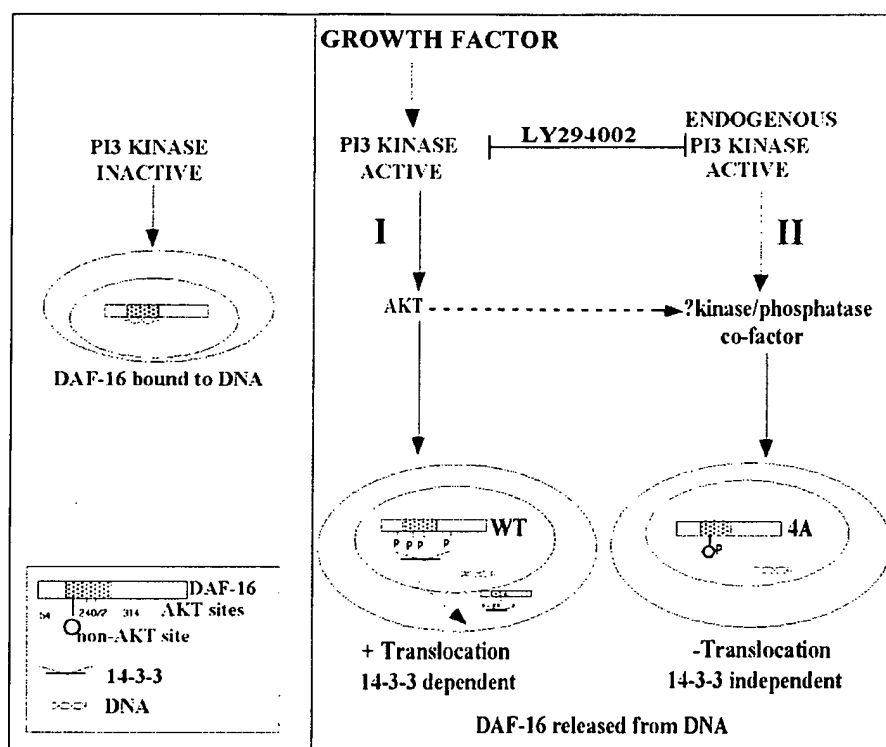 GROWTH FACTOR
PI3 KINASE
INACTIVE
DAF-16 bound to DNA
PI3 KINASE
ACTIVE
LY294002
ENDOGENOUS
PI3 KINASE
ACTIVE
I
II
AKT
?kinase/phosphatase
co-factor
WT
P P P P
4A
P
+ Translocation
14-3-3 dependent
-Translocation
14-3-3 independent
DAF-16 released from DNA
DAF-16
54 240/7 314 AKT sites
non-AKT site
14-3-3
DNA